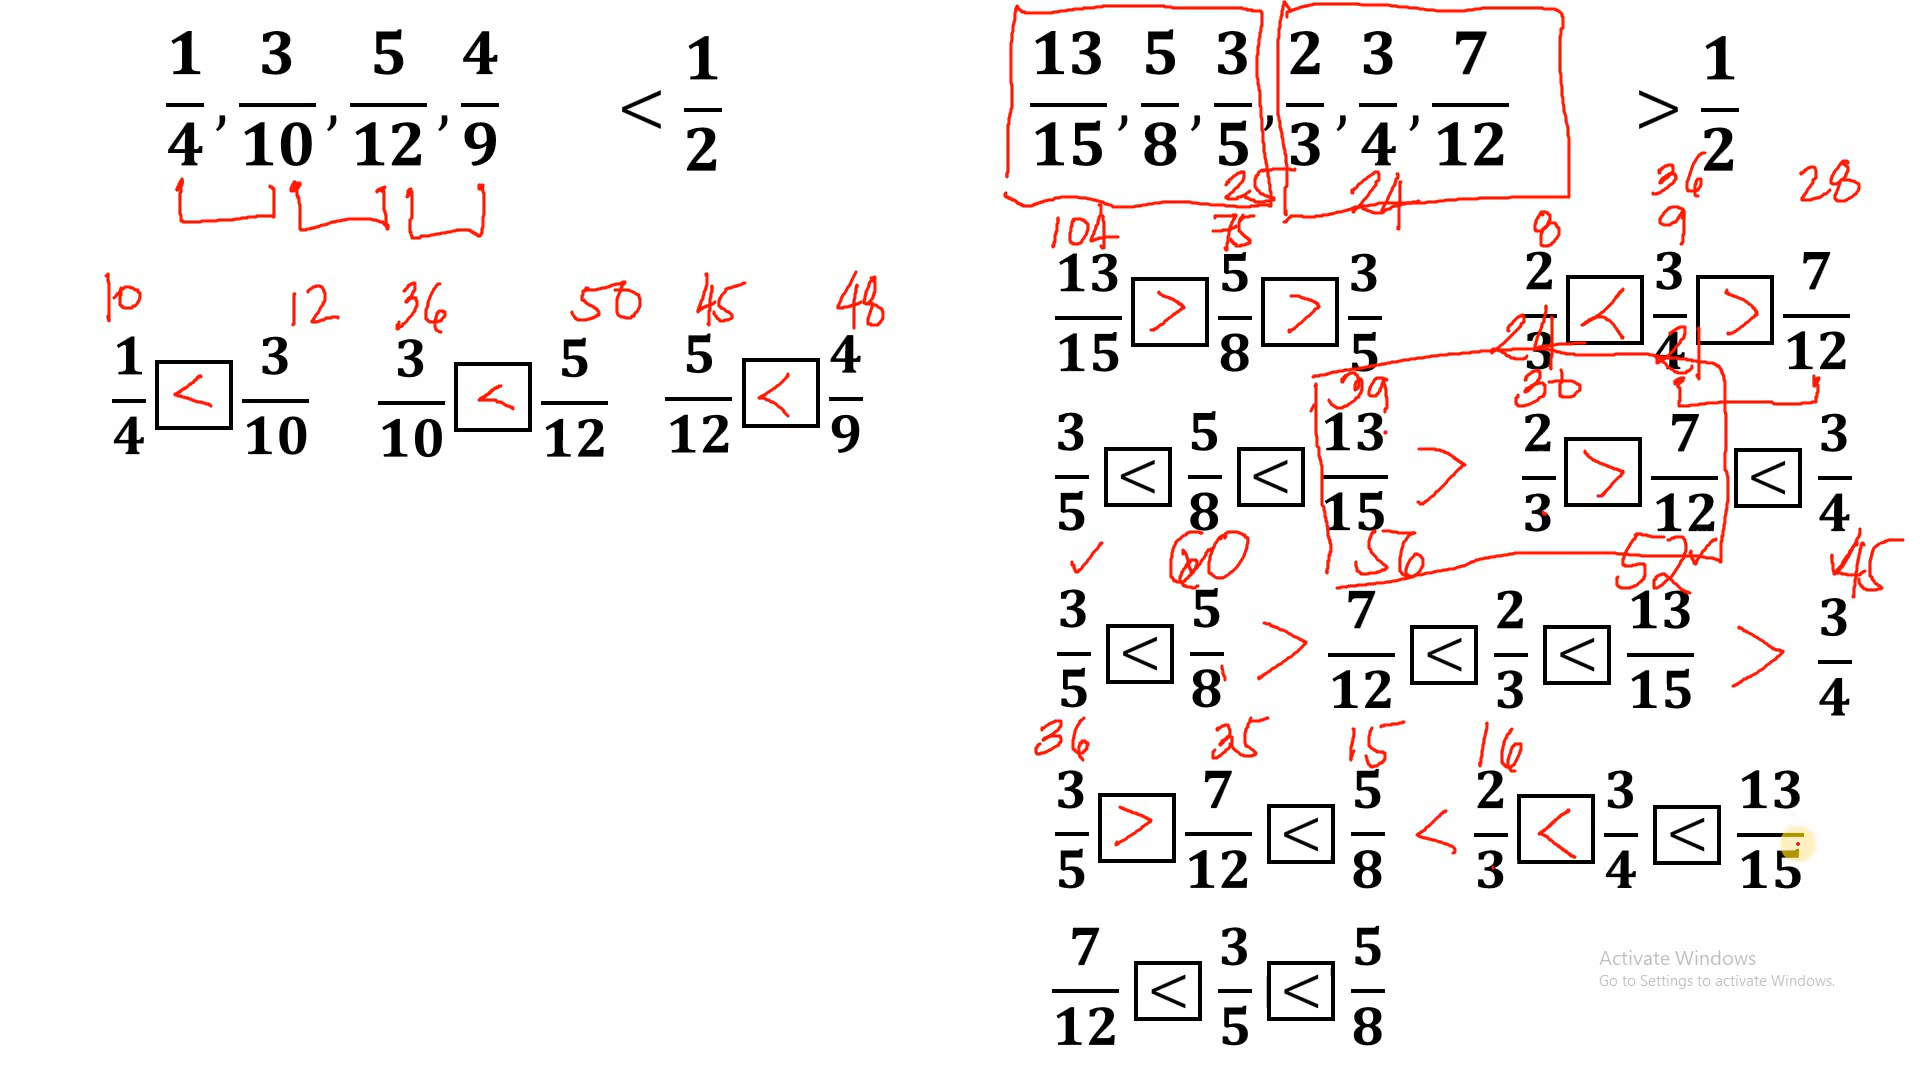 1/4, 3/10, 5/12, 4/9 < 1/2
10 12 36 50 45 48
1/4 < 3/10 3/10 < 5/12 5/12 < 4/9
13/15, 5/8, 3/5, 2/3, 3/4, 7/12 > 1/2
25 24 36 28
104 75 8 9
13/15 > 5/8 > 3/5 2/3 < 3/4 > 7/12
24 21
39 30
3/5 < 5/8 < 13/15 > 2/3 > 7/12 < 3/4
60 56 52 45
3/5 < 5/8 > 7/12 < 2/3 < 13/15 > 3/4
36 35 15 16
3/5 > 7/12 < 5/8 < 2/3 < 3/4 < 13/15
7/12 < 3/5 < 5/8
Activate Windows
Go to Settings to activate Windows.